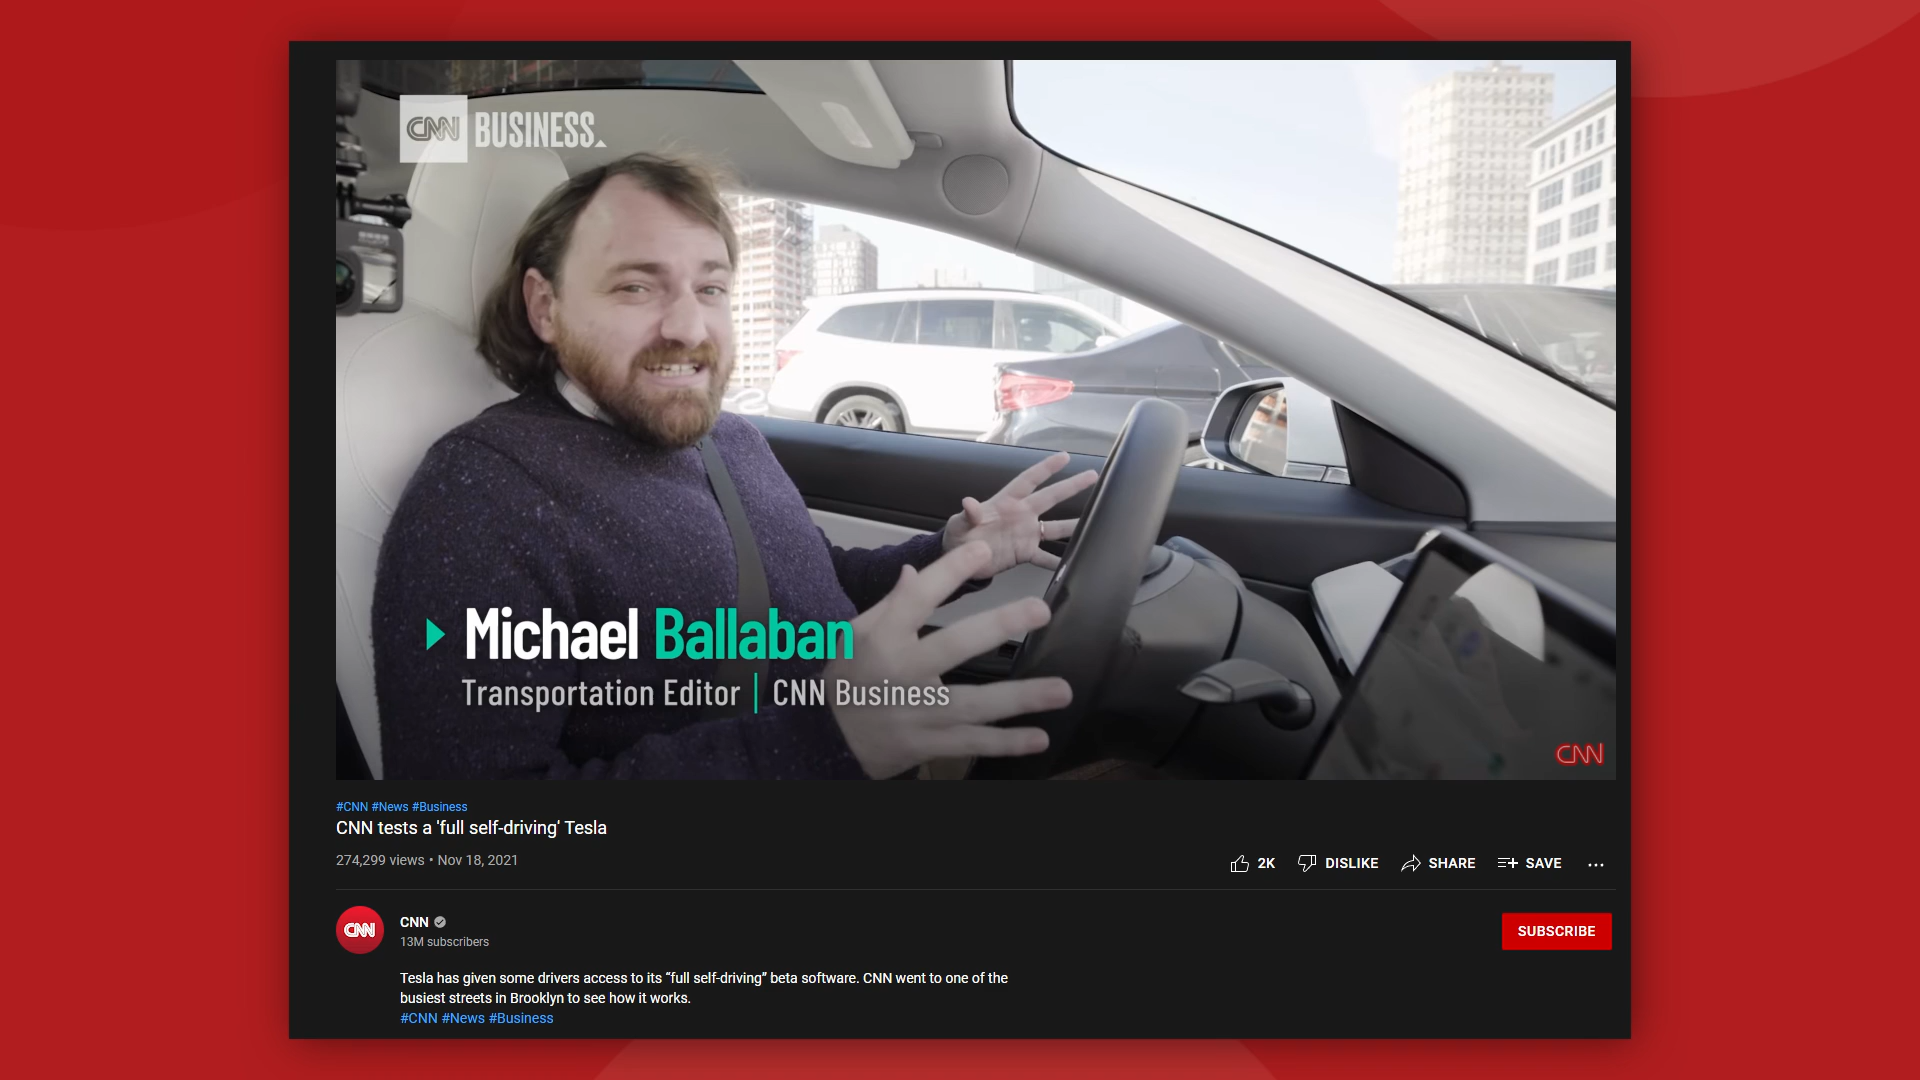 CNN BUSINESS
Michael Ballaban
Transportation Editor | CNN Business
CNN
#CNN #News #Business
CNN tests a 'full self-driving' Tesla
274,299 views • Nov 18, 2021
2K DISLIKE SHARE SAVE ...
CNN
CNN
13M subscribers
SUBSCRIBE
Tesla has given some drivers access to its “full self-driving” beta software. CNN went to one of the
busiest streets in Brooklyn to see how it works.
#CNN #News #Business